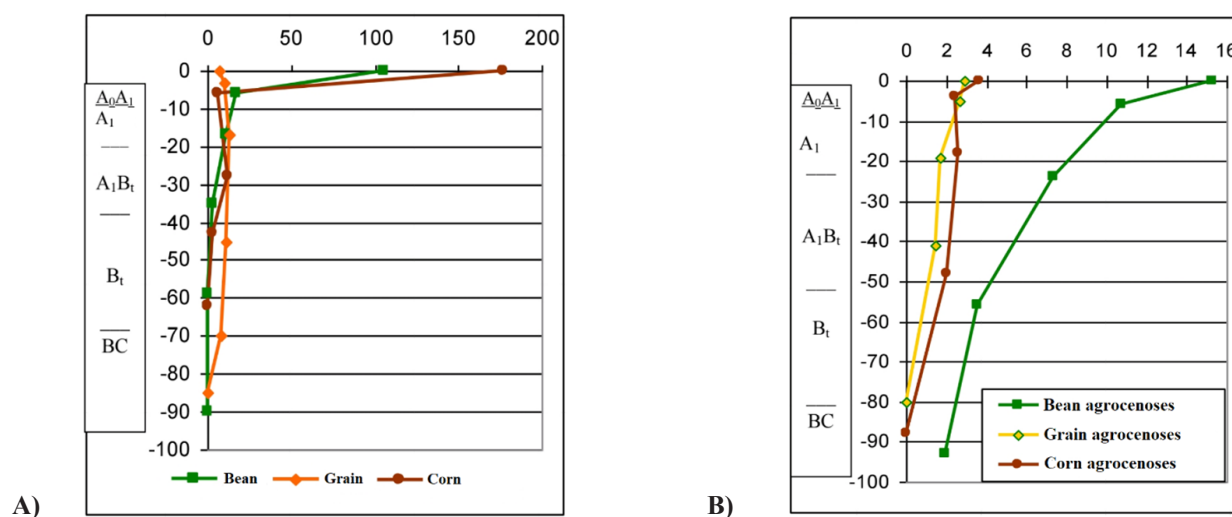 0 50 100 150 200
0
-10
-20
-30
-40
-50
-60
-70
-80
-90
-100
A₀A₁
A₁
A₁Bₜ
Bₜ
BC
Bean Grain Corn
A)
0 2 4 6 8 10 12 14 16
0
-10
-20
-30
-40
-50
-60
-70
-80
-90
-100
A₀A₁
A₁
A₁Bₜ
Bₜ
BC
Bean agrocenoses
Grain agrocenoses
Corn agrocenoses
B)